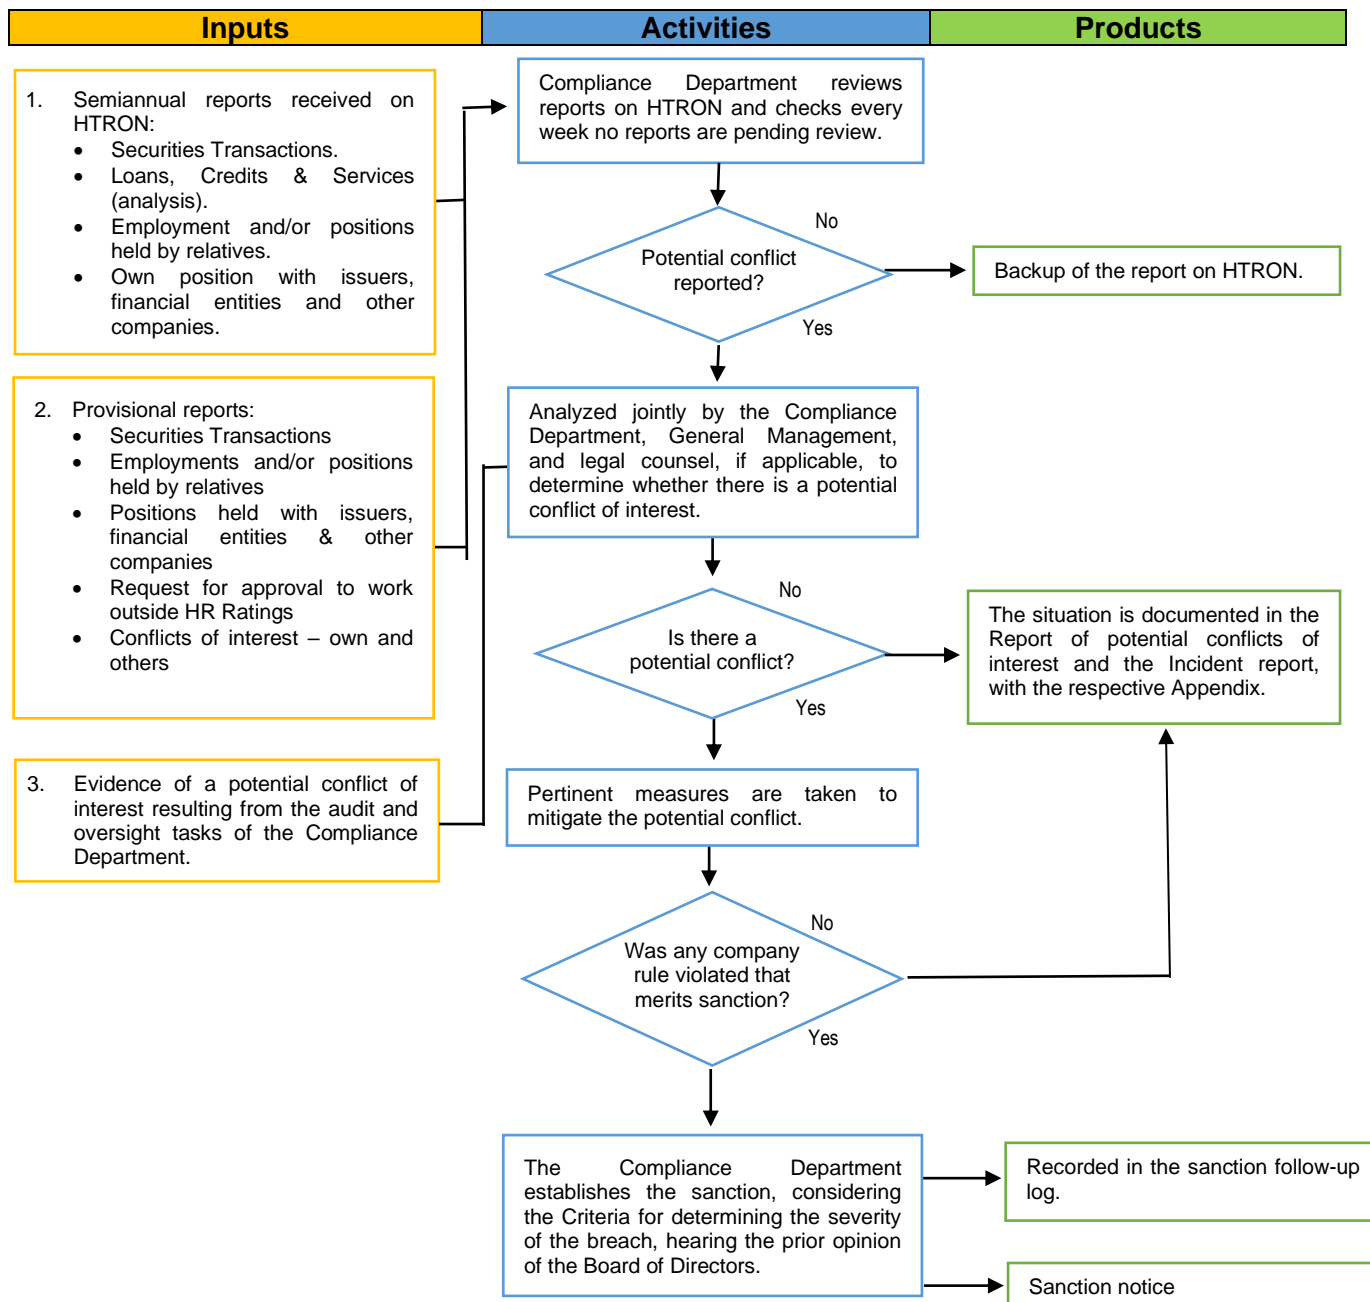 Inputs
Activities
Products
1. Semiannual reports received on
HTRON:
• Securities Transactions.
• Loans, Credits & Services
(analysis).
• Employment and/or positions
held by relatives.
• Own position with issuers,
financial entities and other
companies.
2. Provisional reports:
• Securities Transactions
• Employments and/or positions
held by relatives
• Positions held with issuers,
financial entities & other
companies
• Request for approval to work
outside HR Ratings
• Conflicts of interest – own and
others
3. Evidence of a potential conflict of
interest resulting from the audit and
oversight tasks of the Compliance
Department.
Compliance Department reviews
reports on HTRON and checks every
week no reports are pending review.
No
Potential conflict
reported?
Yes
Backup of the report on HTRON.
Analyzed jointly by the Compliance
Department, General Management,
and legal counsel, if applicable, to
determine whether there is a potential
conflict of interest.
No
Is there a
potential conflict?
Yes
The situation is documented in the
Report of potential conflicts of
interest and the Incident report,
with the respective Appendix.
Pertinent measures are taken to
mitigate the potential conflict.
No
Was any company
rule violated that
merits sanction?
Yes
The Compliance Department
establishes the sanction, considering
the Criteria for determining the severity
of the breach, hearing the prior opinion
of the Board of Directors.
Recorded in the sanction follow-up
log.
Sanction notice